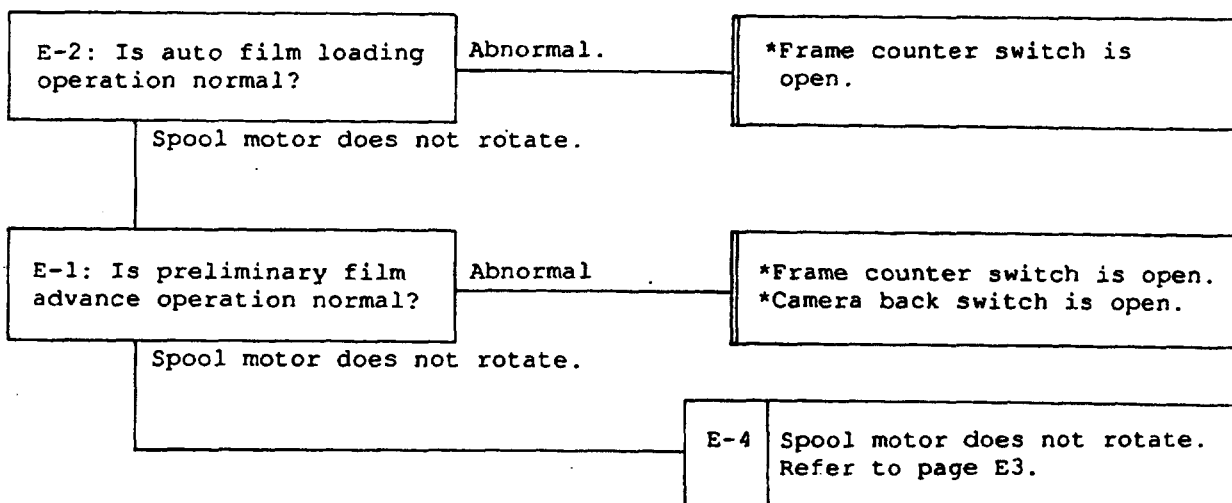 E-2: Is auto film loading
operation normal?
Abnormal.
*Frame counter switch is
open.
Spool motor does not rotate.
E-1: Is preliminary film
advance operation normal?
Abnormal
*Frame counter switch is open.
*Camera back switch is open.
Spool motor does not rotate.
E-4
Spool motor does not rotate.
Refer to page E3.